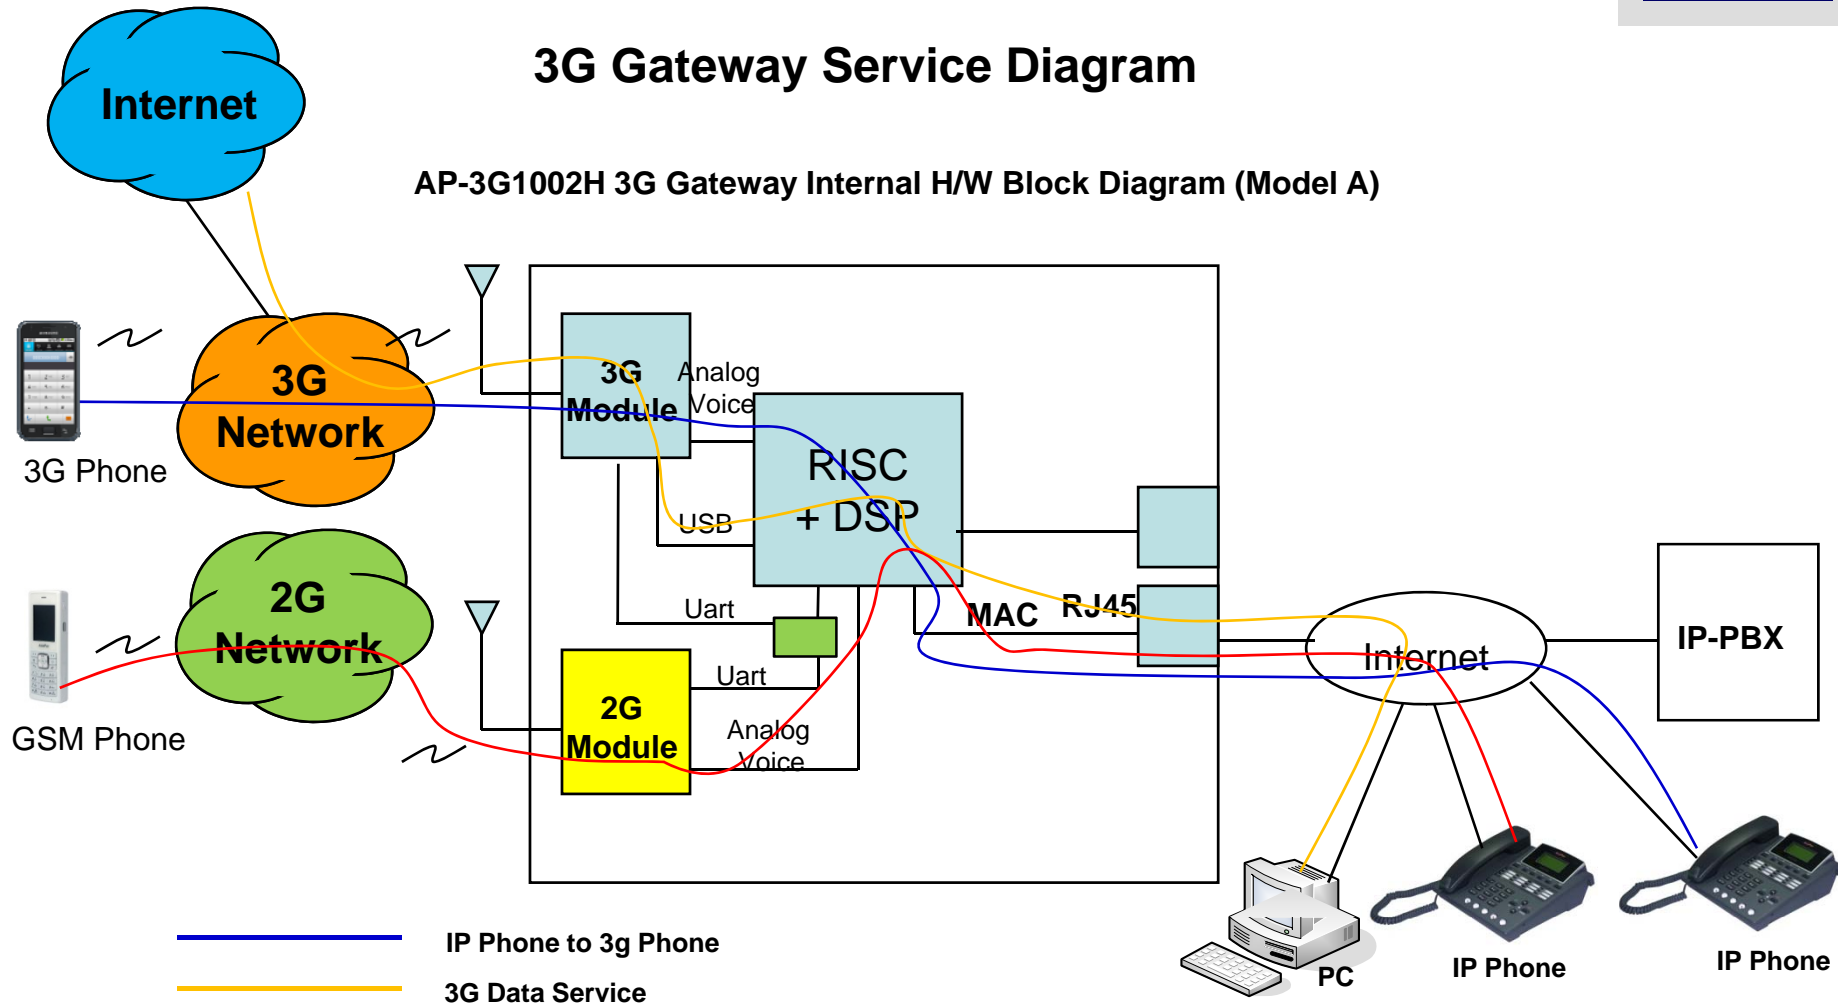 3G Gateway Service Diagram
Internet
AP-3G1002H 3G Gateway Internal H/W Block Diagram (Model A)
3G
Network
3G Phone
3G
Module
Analog
Voice
RISC
+ DSP
USB
Uart
MAC
RJ45
2G
Network
GSM Phone
2G
Module
Uart
Analog
Voice
Internet
IP-PBX
PC
IP Phone
IP Phone
IP Phone to 3g Phone
3G Data Service